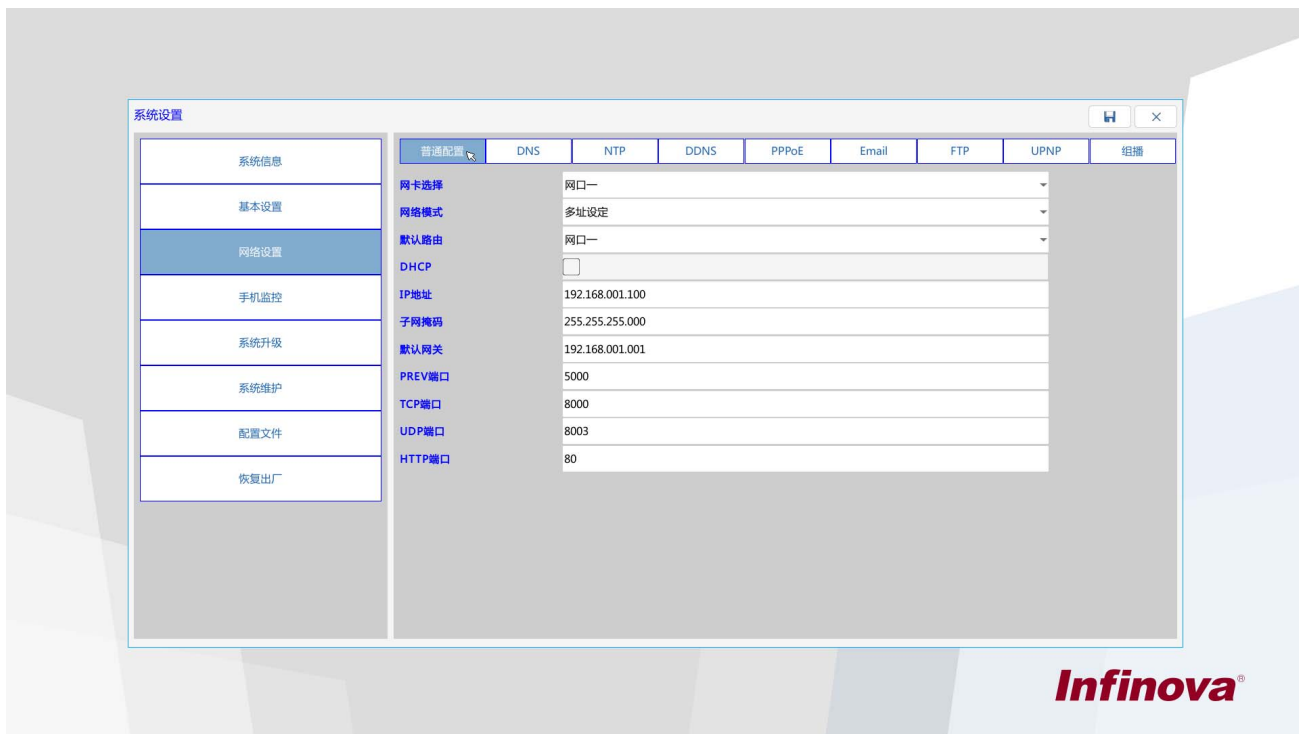 系统设置
系统信息
基本设置
网络设置
手机监控
系统升级
系统维护
配置文件
恢复出厂
普通配置 DNS NTP DDNS PPPoE Email FTP UPNP 组播
网卡选择 网口一
网络模式 多址设定
默认路由 网口一
DHCP
IP地址 192.168.001.100
子网掩码 255.255.255.000
默认网关 192.168.001.001
PREV端口 5000
TCP端口 8000
UDP端口 8003
HTTP端口 80
Infinova®